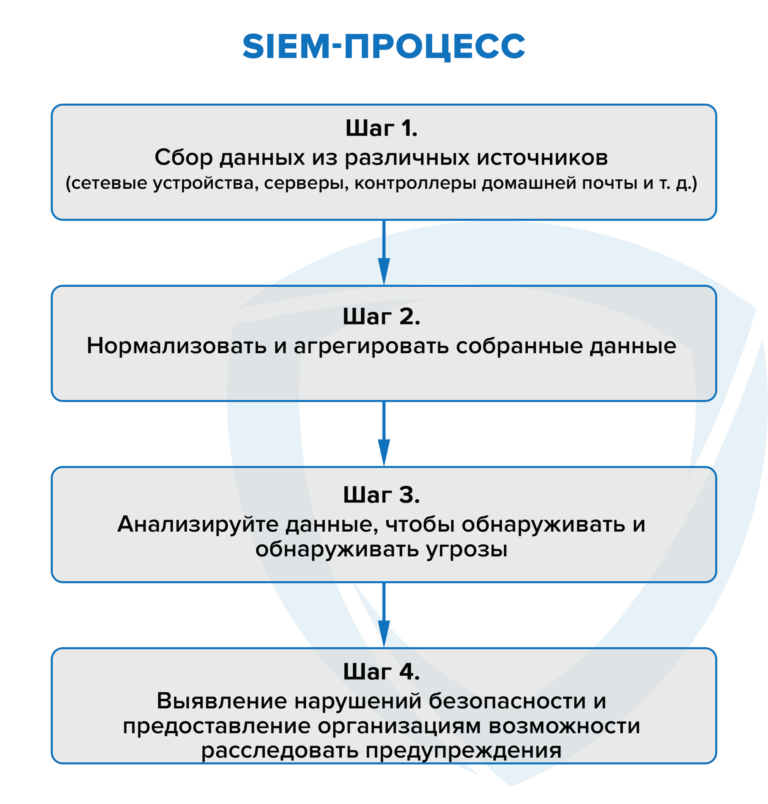 SIEM-ПРОЦЕСС
Шаг 1.
Сбор данных из различных источников
(сетевые устройства, серверы, контроллеры домашней почты и т. д.)
Шаг 2.
Нормализовать и агрегировать собранные данные
Шаг 3.
Анализируйте данные, чтобы обнаруживать и
обнаруживать угрозы
Шаг 4.
Выявление нарушений безопасности и
предоставление организациям возможности
расследовать предупреждения